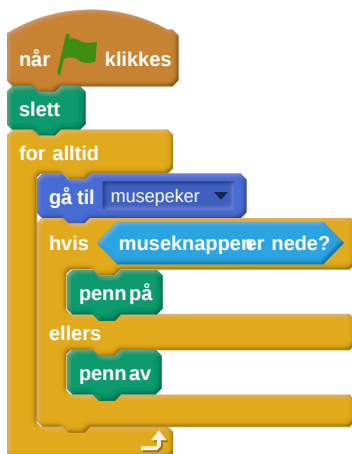 når klikkes
slett
for alltid
gå til musepeker
hvis museknappen er nede?
penn på
ellers
penn av